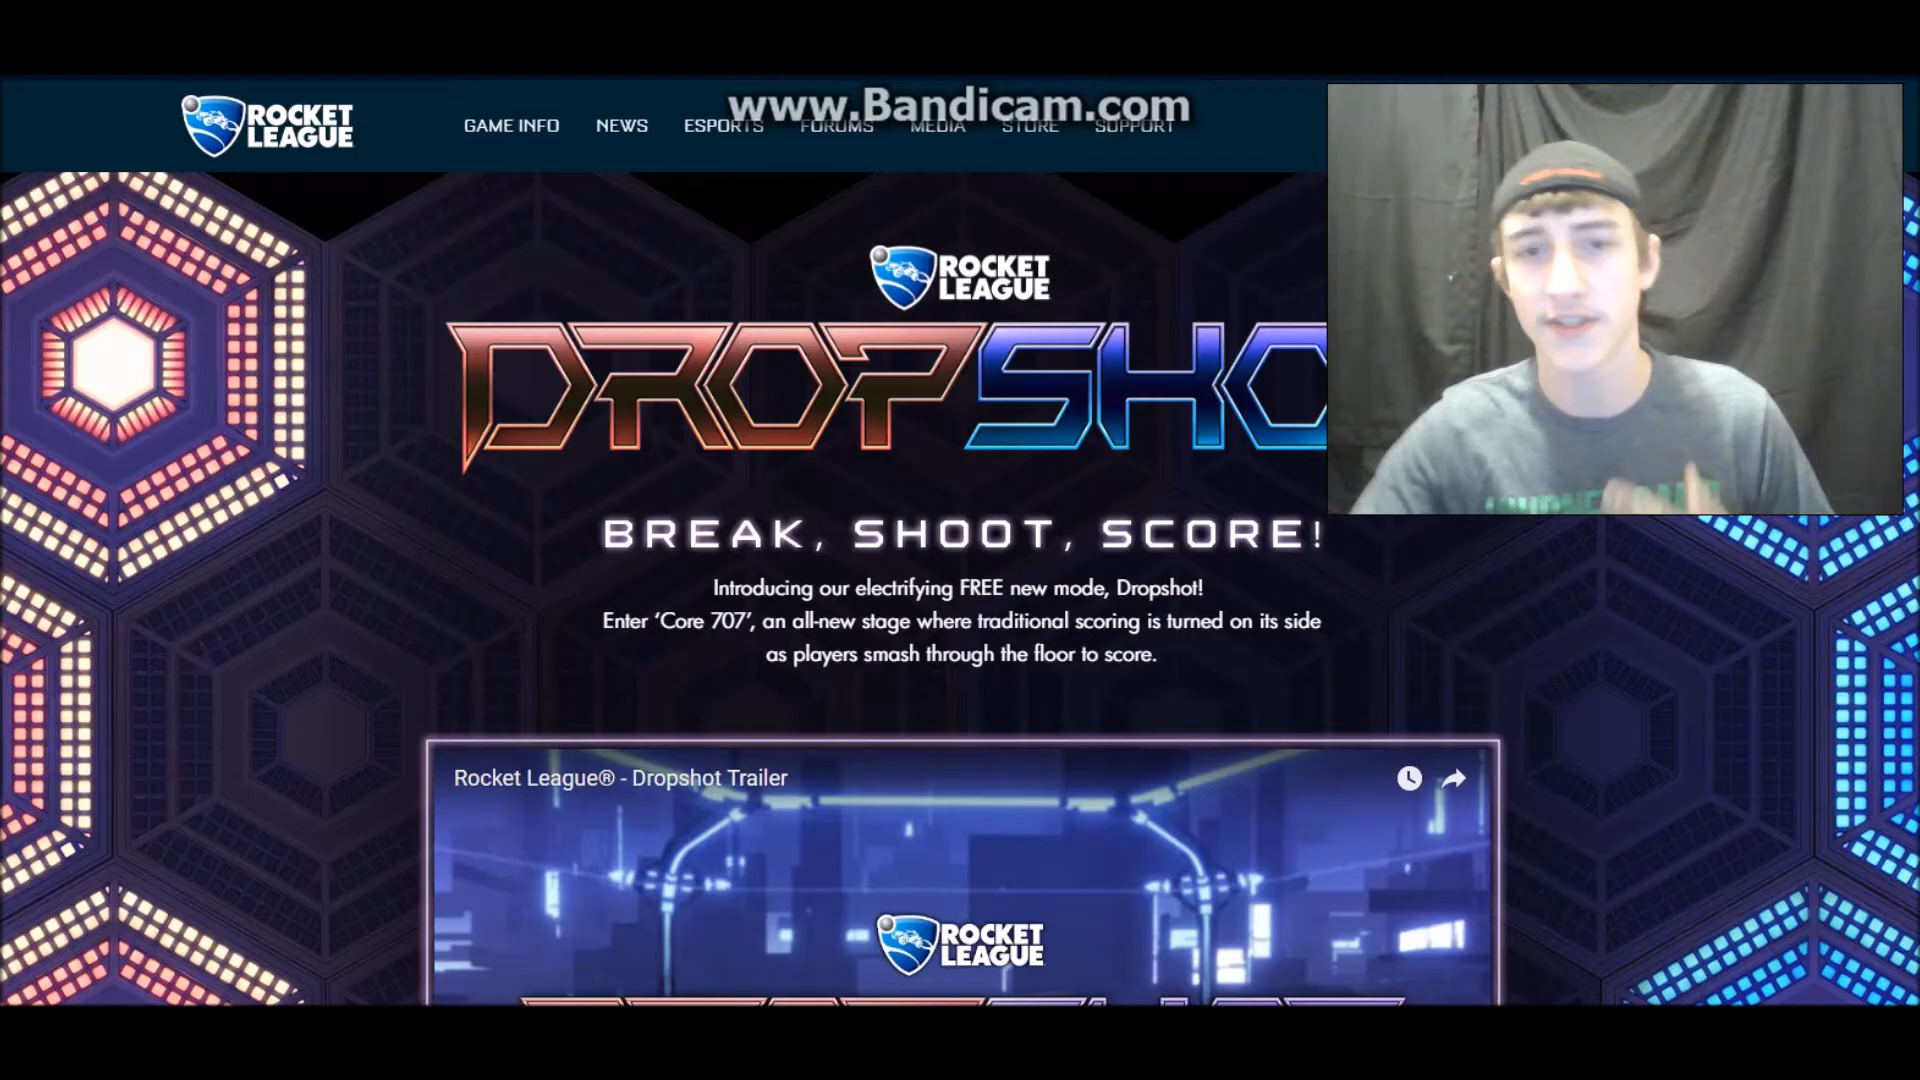 www.Bandicam.com
ROCKET
LEAGUE
GAME INFO NEWS ESPORTS FORUMS MEDIA STORE SUPPORT
ROCKET
LEAGUE
DROPSHO
BREAK, SHOOT, SCORE!
Introducing our electrifying FREE new mode, Dropshot!
Enter ‘Core 707’, an all-new stage where traditional scoring is turned on its side
as players smash through the floor to score.
Rocket League® - Dropshot Trailer
ROCKET
LEAGUE